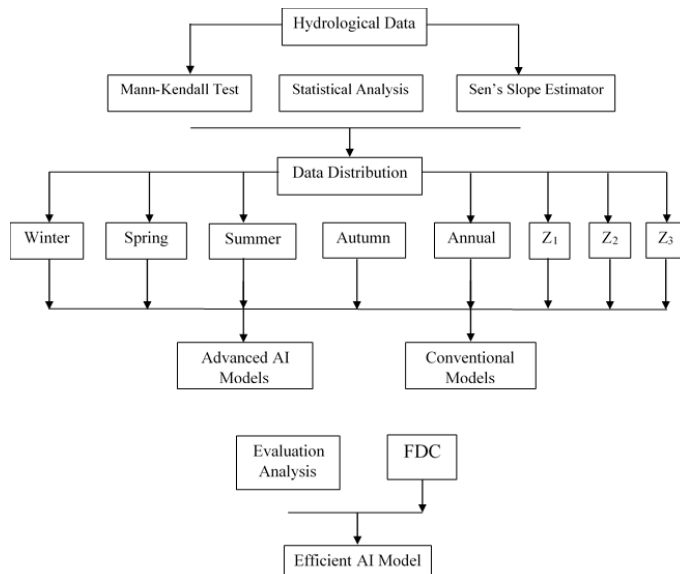 Hydrological Data
Mann-Kendall Test
Statistical Analysis
Sen's Slope Estimator
Data Distribution
Winter
Spring
Summer
Autumn
Annual
Z₁
Z₂
Z₃
Advanced AI
Models
Conventional
Models
Evaluation
Analysis
FDC
Efficient AI Model